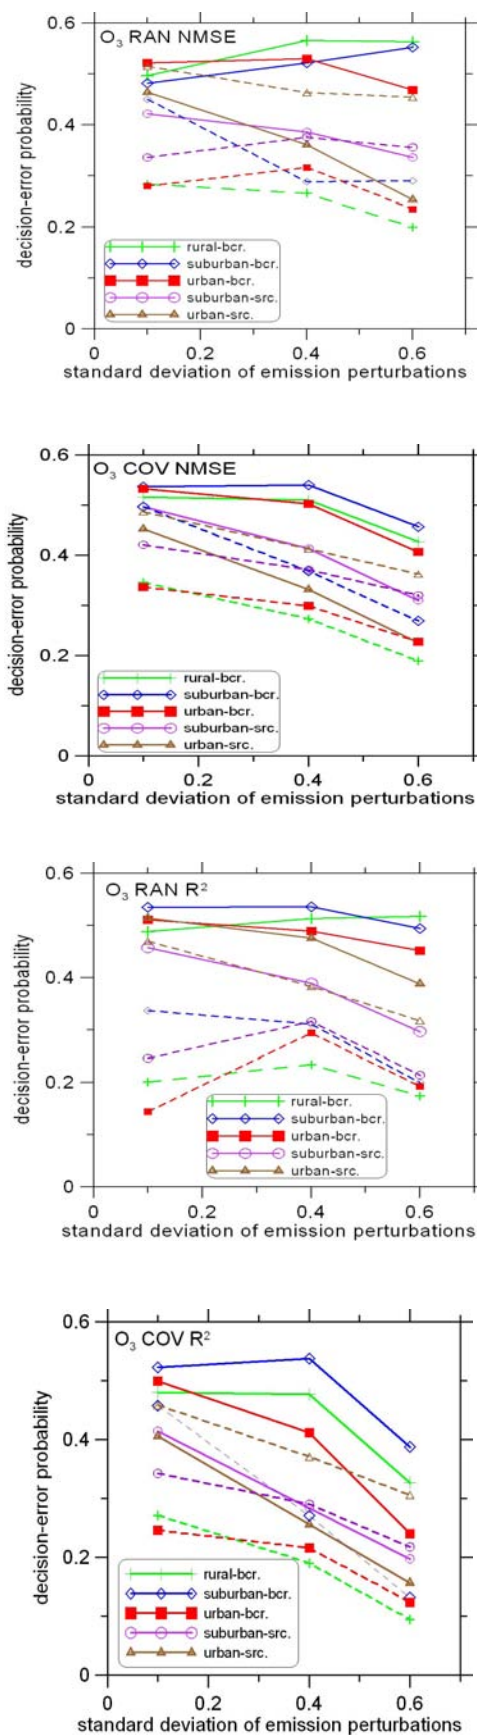 O₃ RAN NMSE
decision-error probability
0.4
0.2
0
rural-bcr.
suburban-bcr.
urban-bcr.
suburban-src.
urban-src.
0 0.2 0.4 0.6
standard deviation of emission perturbations
0.6
O₃ COV NMSE
decision-error probability
0.4
0.2
0
rural-bcr.
suburban-bcr.
urban-bcr.
suburban-src.
urban-src.
0 0.2 0.4 0.6
standard deviation of emission perturbations
0.6
O₃ RAN R²
decision-error probability
0.4
0.2
0
rural-bcr.
suburban-bcr.
urban-bcr.
suburban-src.
urban-src.
0 0.2 0.4 0.6
standard deviation of emission perturbations
0.6
O₃ COV R²
decision-error probability
0.4
0.2
0
rural-bcr.
suburban-bcr.
urban-bcr.
suburban-src.
urban-src.
0 0.2 0.4 0.6
standard deviation of emission perturbations